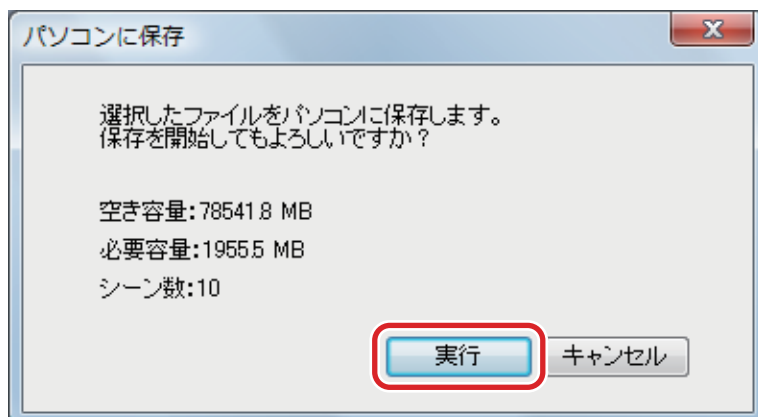 パソコンに保存
選択したファイルをパソコンに保存します。
保存を開始してもよろしいですか？
空き容量:78541.8 MB
必要容量:1955.5 MB
シーン数:10
実行 キャンセル